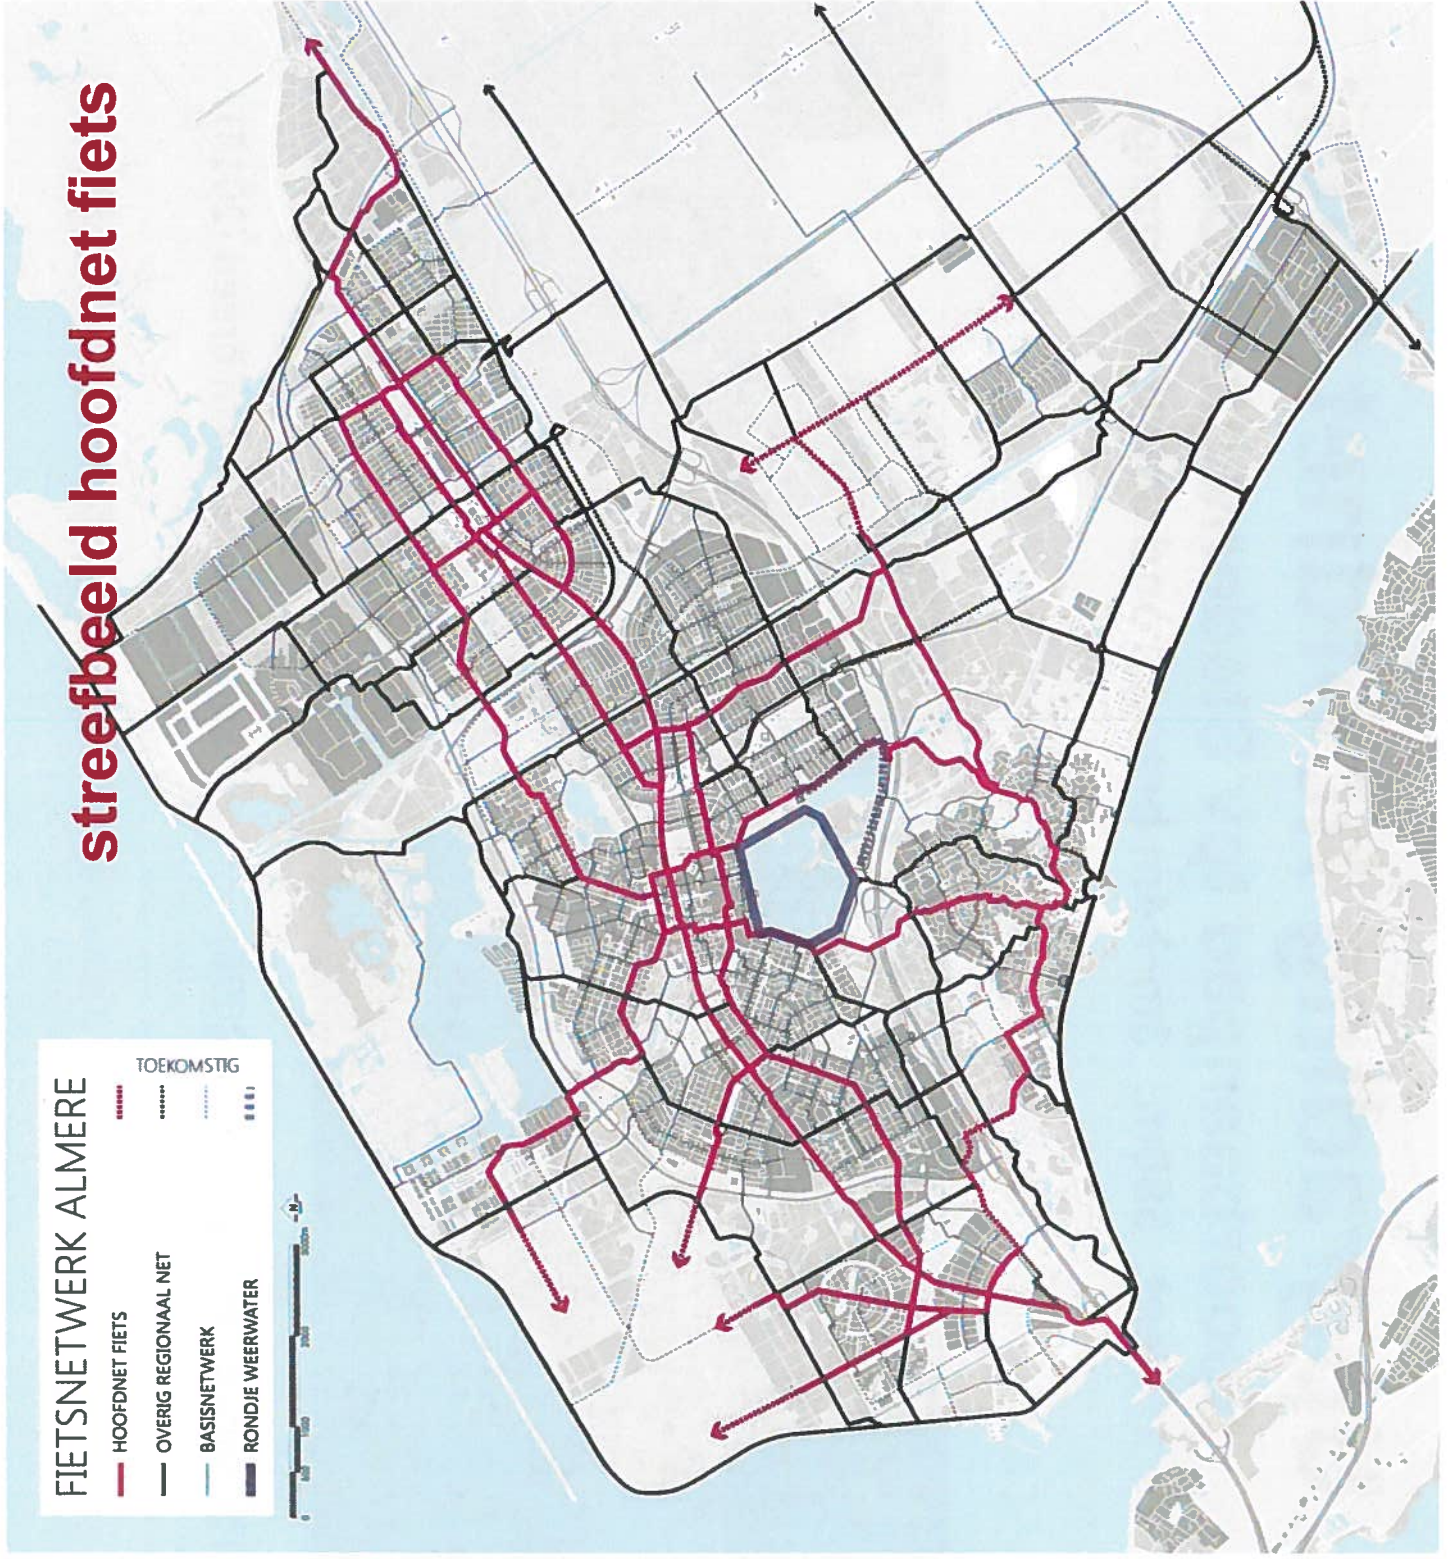 streefbeeld hoofdnet fiets
FIETSNETWERK ALMERE
TOEKOMSTIG
HOOFDNET FIETS
OVERIG REGIONAAL NET
BASISNETWERK
RONDJE WEERWATER
N